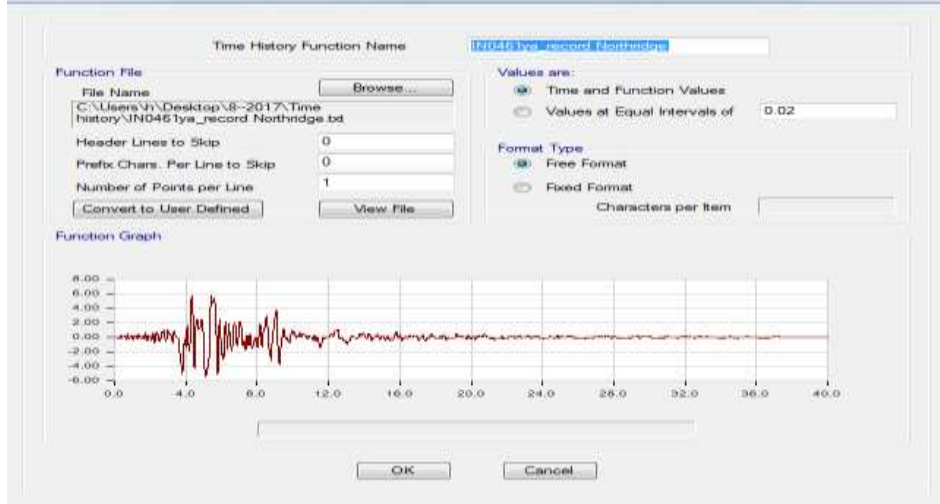 Time History Function Name IN0461ya_record Northridge
Function File
File Name Browse...
C:\Users\h\Desktop\8--2017\Time
history\IN0461ya_record Northridge.txt
Header Lines to Skip 0
Prefix Chars. Per Line to Skip 0
Number of Points per Line 1
Convert to User Defined View File
Values are:
Time and Function Values
Values at Equal Intervals of 0.02
Format Type
Free Format
Fixed Format
Characters per Item
Function Graph
8.00
6.00
4.00
2.00
0.00
-2.00
-4.00
-6.00
0.0 4.0 8.0 12.0 16.0 20.0 24.0 28.0 32.0 36.0 40.0
OK Cancel